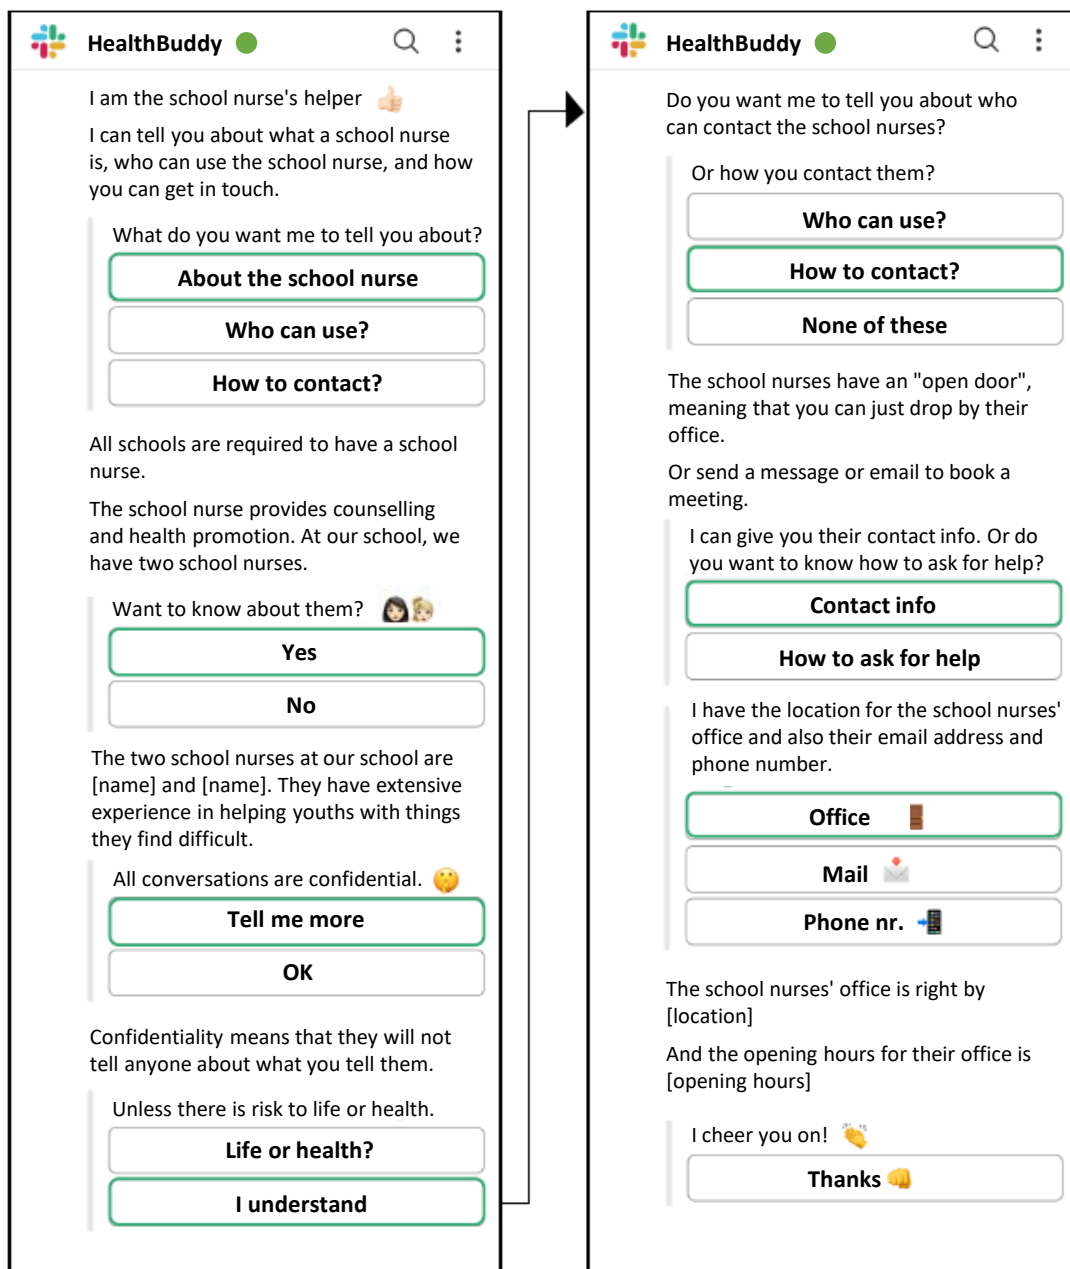 HealthBuddy
I am the school nurse's helper
I can tell you about what a school nurse
is, who can use the school nurse, and how
you can get in touch.
What do you want me to tell you about?
About the school nurse
Who can use?
How to contact?
All schools are required to have a school
nurse.
The school nurse provides counselling
and health promotion. At our school, we
have two school nurses.
Want to know about them?
Yes
No
The two school nurses at our school are
[name] and [name]. They have extensive
experience in helping youths with things
they find difficult.
All conversations are confidential.
Tell me more
OK
Confidentiality means that they will not
tell anyone about what you tell them.
Unless there is risk to life or health.
Life or health?
I understand
HealthBuddy
Do you want me to tell you about who
can contact the school nurses?
Or how you contact them?
Who can use?
How to contact?
None of these
The school nurses have an "open door",
meaning that you can just drop by their
office.
Or send a message or email to book a
meeting.
I can give you their contact info. Or do
you want to know how to ask for help?
Contact info
How to ask for help
I have the location for the school nurses'
office and also their email address and
phone number.
Office
Mail
Phone nr.
The school nurses' office is right by
[location]
And the opening hours for their office is
[opening hours]
I cheer you on!
Thanks